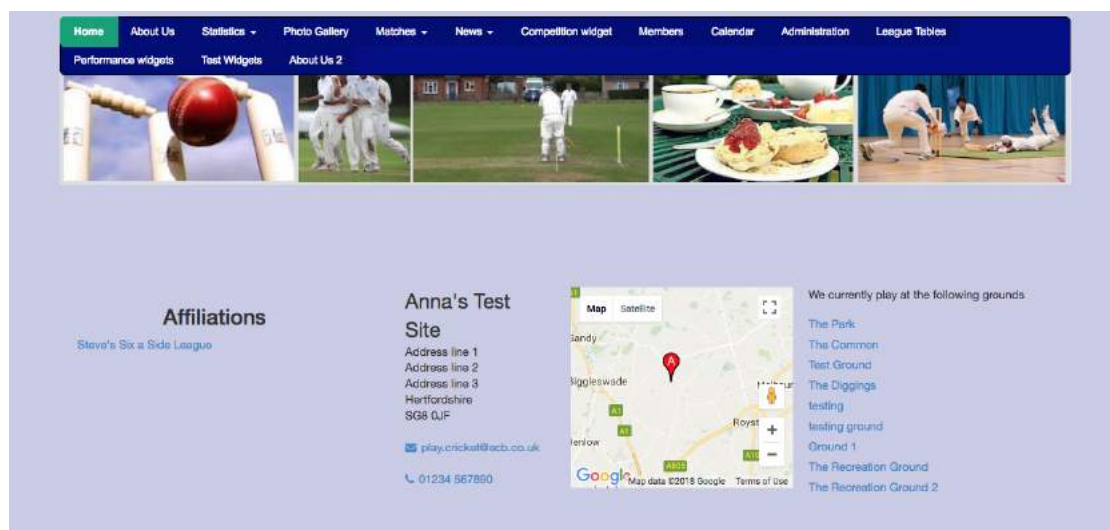 Home About Us Statistics Photo Gallery Matches News Competition widget Members Calendar Administration League Tables
Performance widgets Test Widgets About Us 2
Affiliations
Steve's Six a Side League
Anna's Test
Site
Address line 1
Address line 2
Address line 3
Hertfordshire
SG8 0JF
play.cricket@ecb.co.uk
01234 567890
Map Satellite
Sandy
Biggleswade
A1
A1
Royst
Henlow
A505
Google Map data ©2018 Google Terms of Use
We currently play at the following grounds
The Park
The Common
Test Ground
The Diggings
testing
testing ground
Ground 1
The Recreation Ground
The Recreation Ground 2